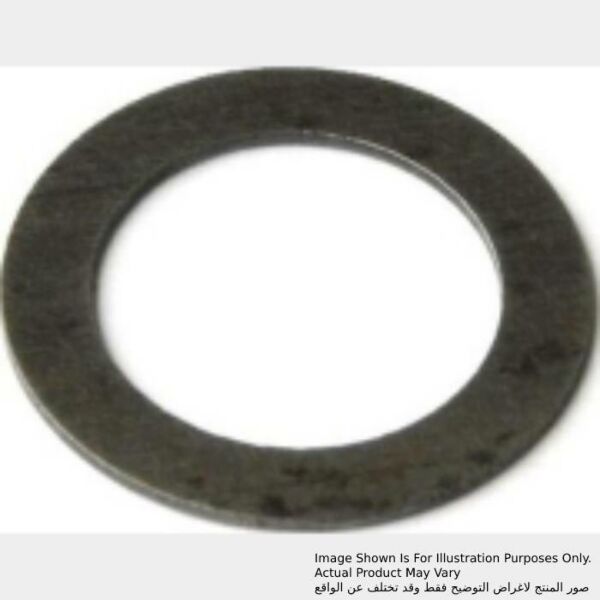 Image Shown Is For Illustration Purposes Only.
Actual Product May Vary
صور المنتج لاغراض التوضيح فقط وقد تختلف عن الواقع